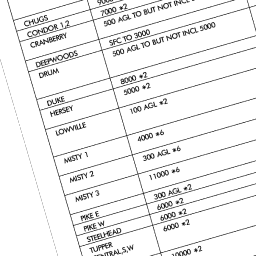 CHUGS
CONDOR 1,2 7000 *2
CRANBERRY 500 AGL TO BUT NOT INCL
DEEPWOODS SFC TO 3000
DRUM 500 AGL TO BUT NOT INCL 5000
DUKE 8000 *2
HERSEY 5000 *2
LOWVILLE 100 AGL *2
MISTY 1 4000 *6
MISTY 2 300 AGL *6
MISTY 3 11000 *6
PIKE E 300 AGL *2
PIKE W 6000 *2
STEELHEAD 6000 *2
TUPPER 6000 *2
CENTRAL,S,W
10000 *2